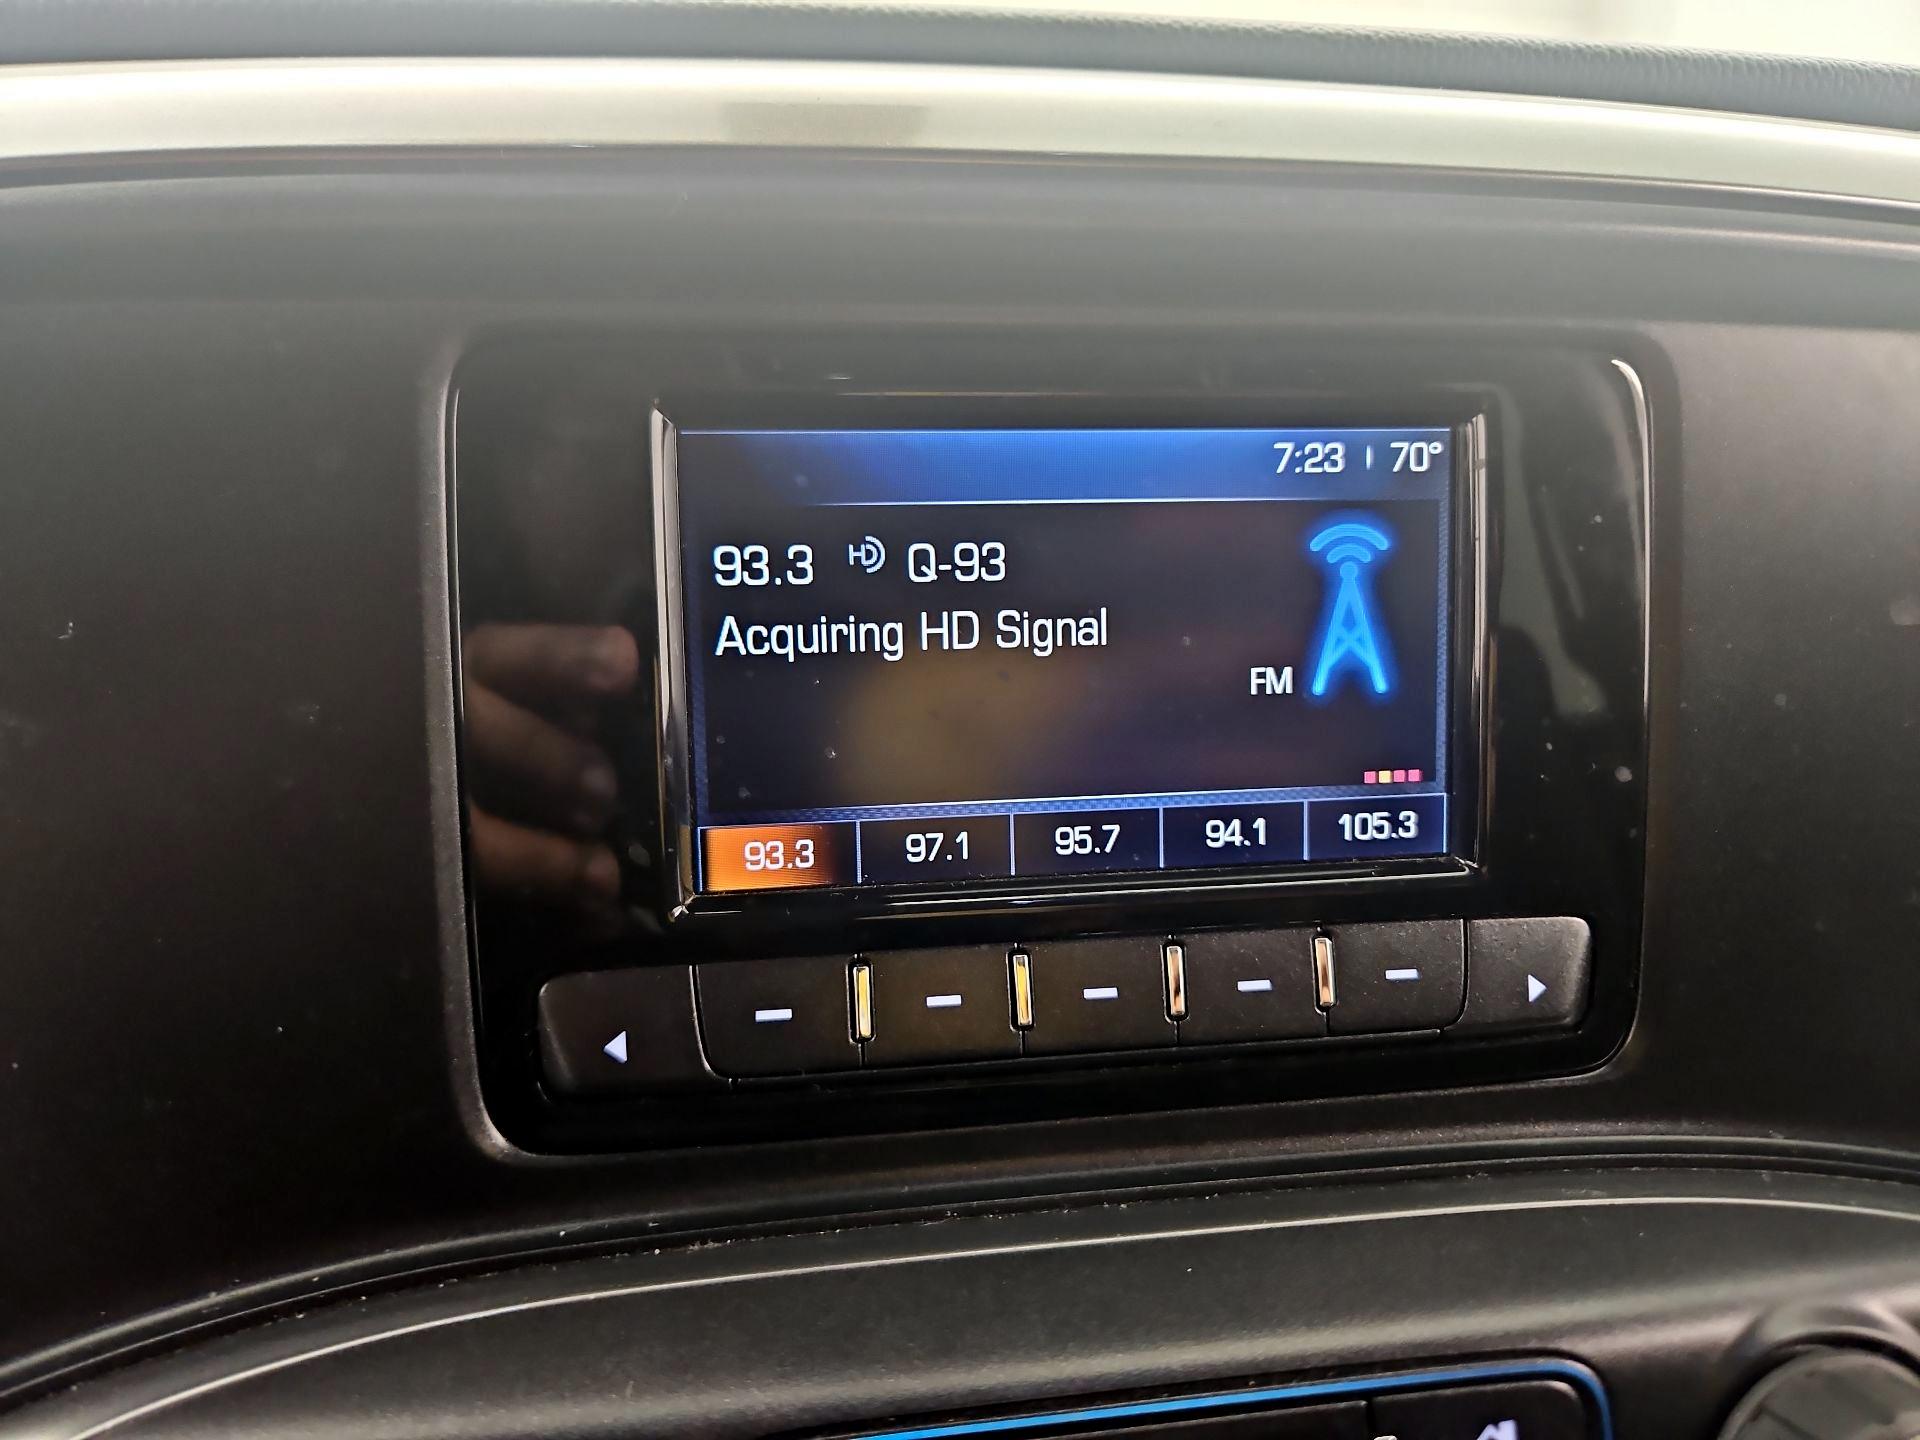 7:23 70°
93.3 HD Q-93
Acquiring HD Signal
FM
93.3 97.1 95.7 94.1 105.3